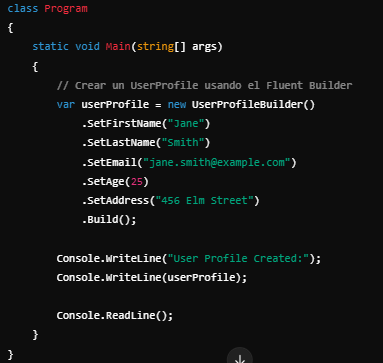 class Program
{
    static void Main(string[] args)
    {
        // Crear un UserProfile usando el Fluent Builder
        var userProfile = new UserProfileBuilder()
            .SetFirstName("Jane")
            .SetLastName("Smith")
            .SetEmail("jane.smith@example.com")
            .SetAge(25)
            .SetAddress("456 Elm Street")
            .Build();

        Console.WriteLine("User Profile Created:");
        Console.WriteLine(userProfile);

        Console.ReadLine();
    }
}